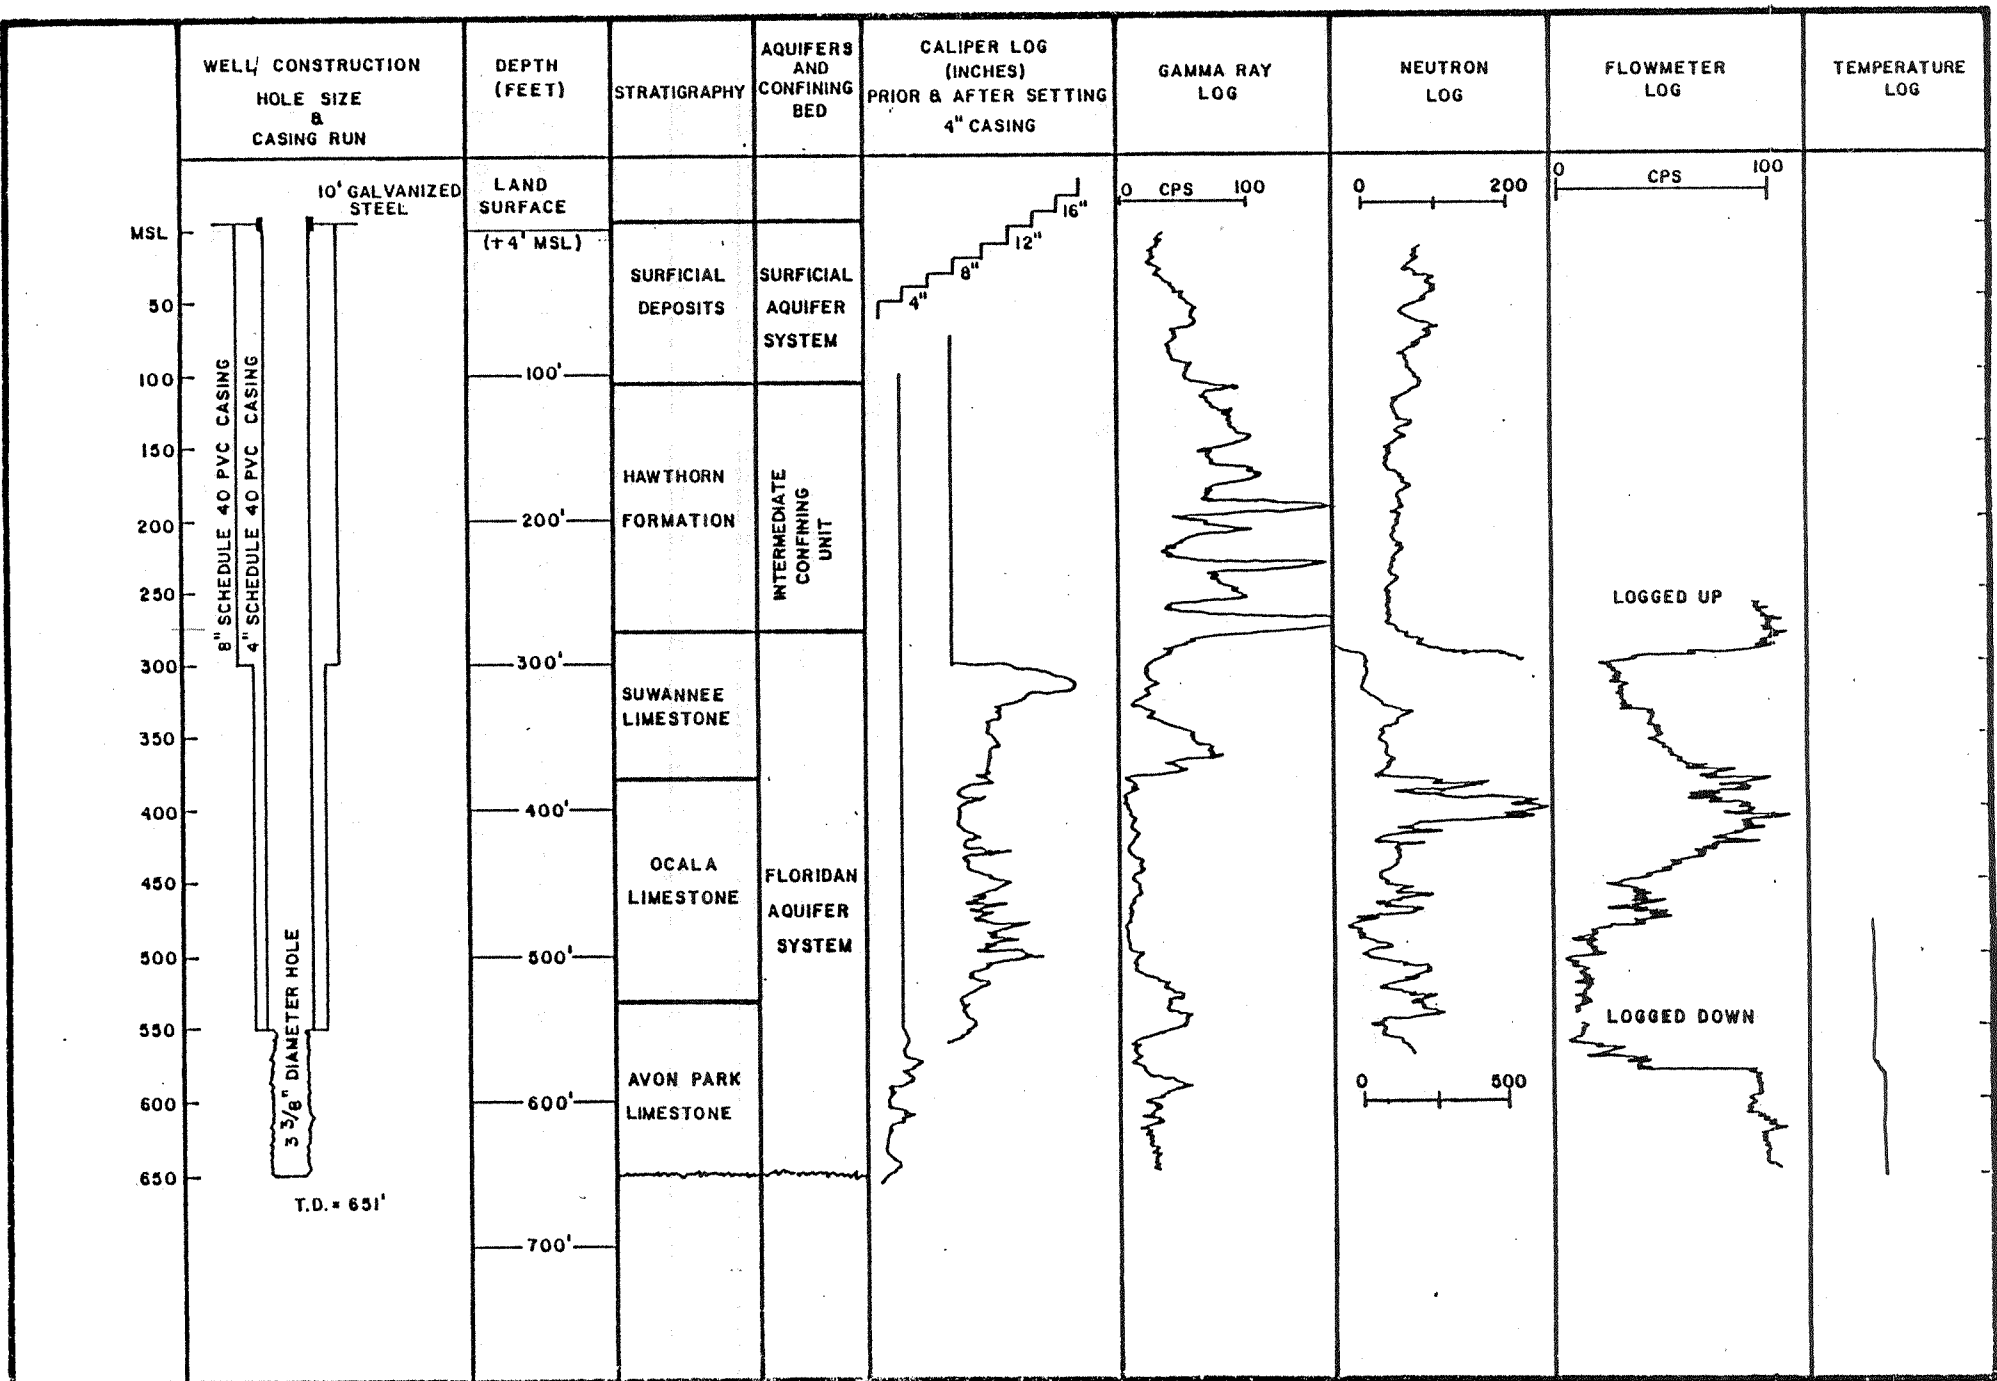 WELL/ CONSTRUCTION
HOLE SIZE
&
CASING RUN
DEPTH
(FEET)
STRATIGRAPHY
AQUIFERS
AND
CONFINING
BED
CALIPER LOG
(INCHES)
PRIOR & AFTER SETTING
4" CASING
GAMMA RAY
LOG
NEUTRON
LOG
FLOWMETER
LOG
TEMPERATURE
LOG
10' GALVANIZED
STEEL
MSL
50
100
150
200
250
300
350
400
450
500
550
600
650
8" SCHEDULE 40 PVC CASING
4" SCHEDULE 40 PVC CASING
3 3/8" DIAMETER HOLE
T.D. = 651'
LAND
SURFACE
(+4' MSL)
100'
200'
300'
400'
500'
600'
700'
SURFICIAL
DEPOSITS
HAWTHORN
FORMATION
SUWANNEE
LIMESTONE
OCALA
LIMESTONE
AVON PARK
LIMESTONE
SURFICIAL
AQUIFER
SYSTEM
INTERMEDIATE
CONFINING
UNIT
FLORIDAN
AQUIFER
SYSTEM
16"
12"
8"
4"
0 CPS 100
0 200
0 500
0 100
CPS
LOGGED UP
LOGGED DOWN